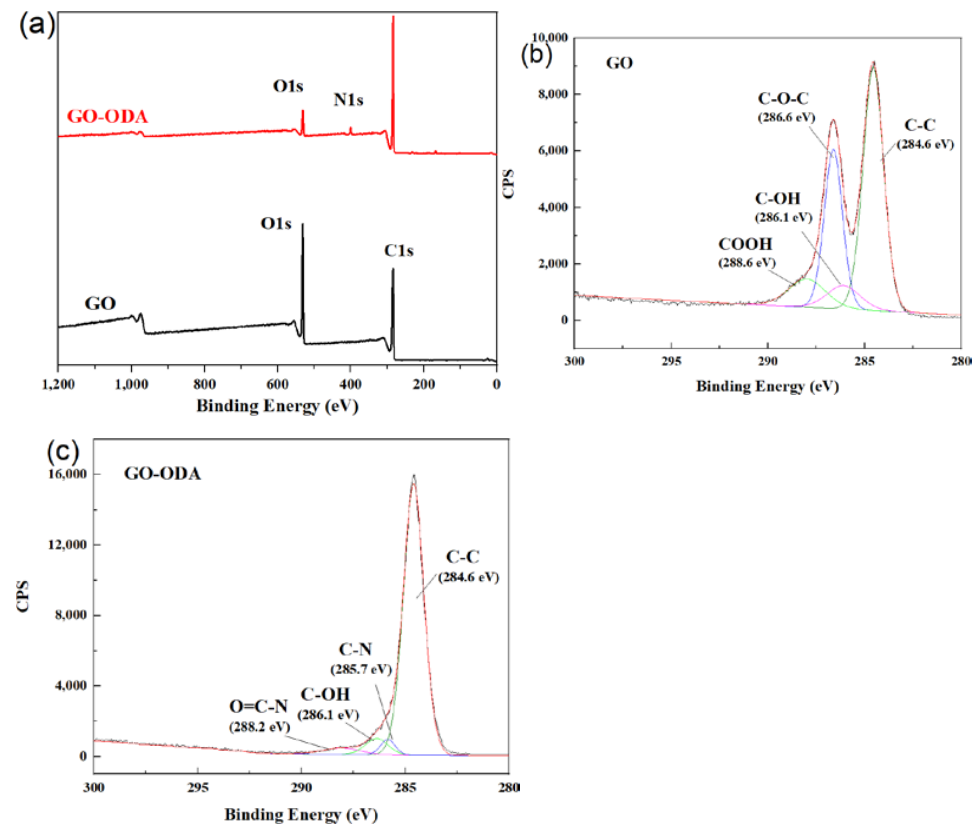 (a)
GO-ODA
O1s
N1s
O1s
C1s
GO
1,200 1,000 800 600 400 200 0
Binding Energy (eV)
(b)
GO
10,000
8,000
6,000
4,000
2,000
0
CPS
C-O-C
(286.6 eV)
C-C
(284.6 eV)
C-OH
(286.1 eV)
COOH
(288.6 eV)
300 295 290 285 280
Binding Energy (eV)
(c)
GO-ODA
16,000
12,000
8,000
4,000
0
CPS
C-C
(284.6 eV)
C-N
(285.7 eV)
C-OH
(286.1 eV)
O=C-N
(288.2 eV)
300 295 290 285 280
Binding Energy (eV)